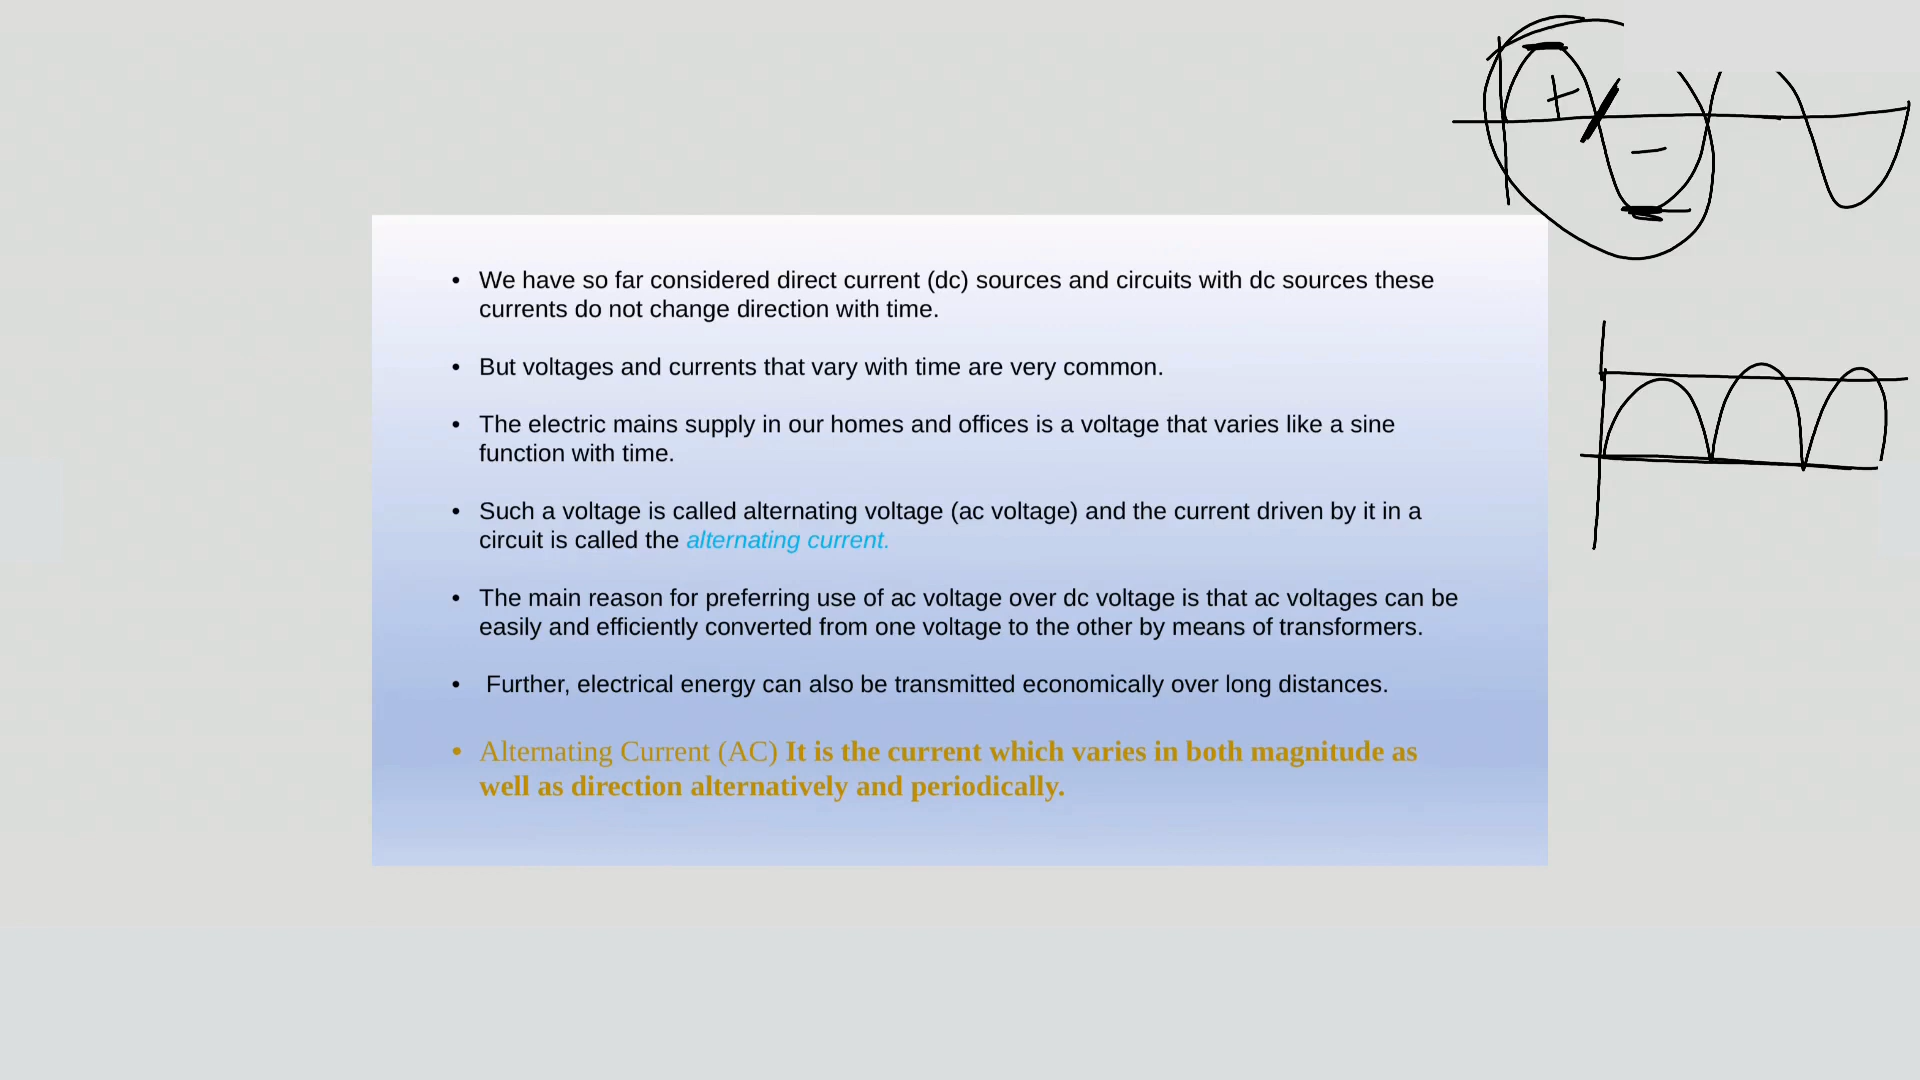 +
−
• We have so far considered direct current (dc) sources and circuits with dc sources these
currents do not change direction with time.
• But voltages and currents that vary with time are very common.
• The electric mains supply in our homes and offices is a voltage that varies like a sine
function with time.
• Such a voltage is called alternating voltage (ac voltage) and the current driven by it in a
circuit is called the alternating current.
• The main reason for preferring use of ac voltage over dc voltage is that ac voltages can be
easily and efficiently converted from one voltage to the other by means of transformers.
• Further, electrical energy can also be transmitted economically over long distances.
• Alternating Current (AC) It is the current which varies in both magnitude as
well as direction alternatively and periodically.